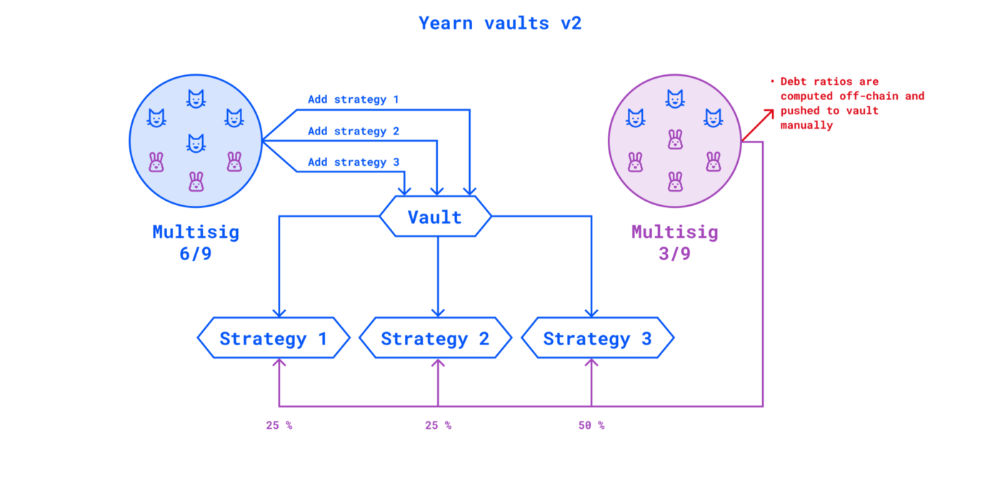 Yearn vaults v2
Add strategy 1
Add strategy 2
Add strategy 3
• Debt ratios are
computed off-chain and
pushed to vault
manually
Vault
Multisig
6/9
Multisig
3/9
Strategy 1
Strategy 2
Strategy 3
25 %
25 %
50 %